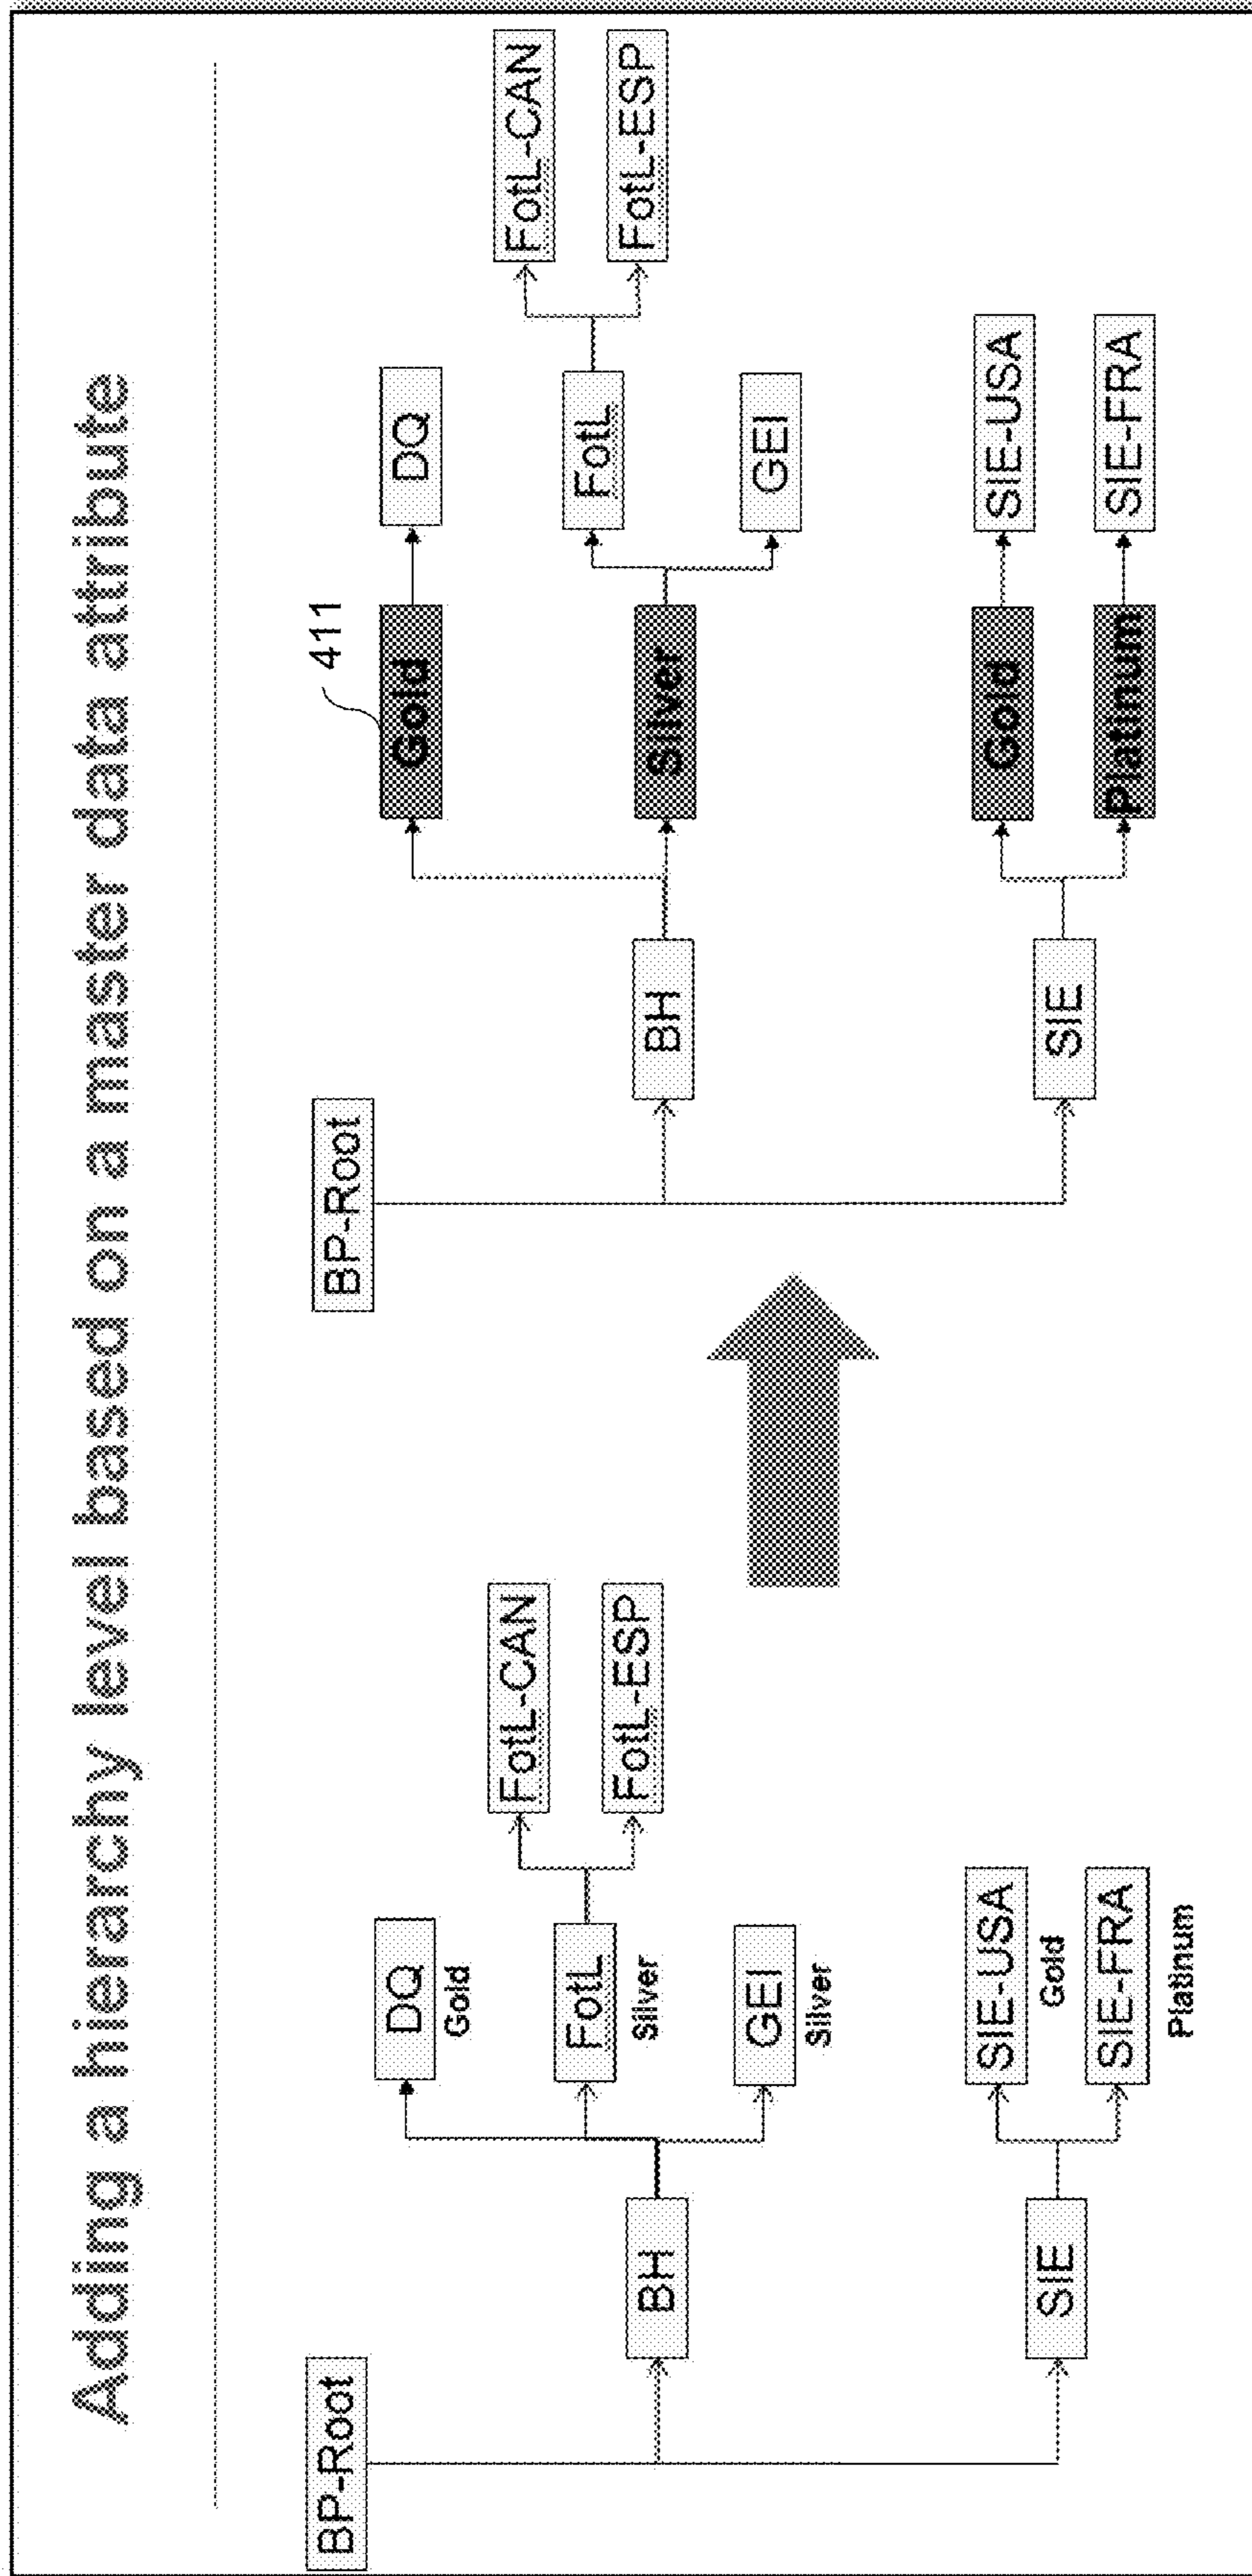 Adding a hierarchy level based on a master data attribute
BP-Root
BH
DQ
Gold
FotL
Silver
GEI
Silver
FotL-CAN
FotL-ESP
SIE
SIE-USA
Gold
SIE-FRA
Platinum
BP-Root
BH
Gold
411
DQ
Silver
FotL
GEI
FotL-CAN
FotL-ESP
SIE
Gold
SIE-USA
Platinum
SIE-FRA